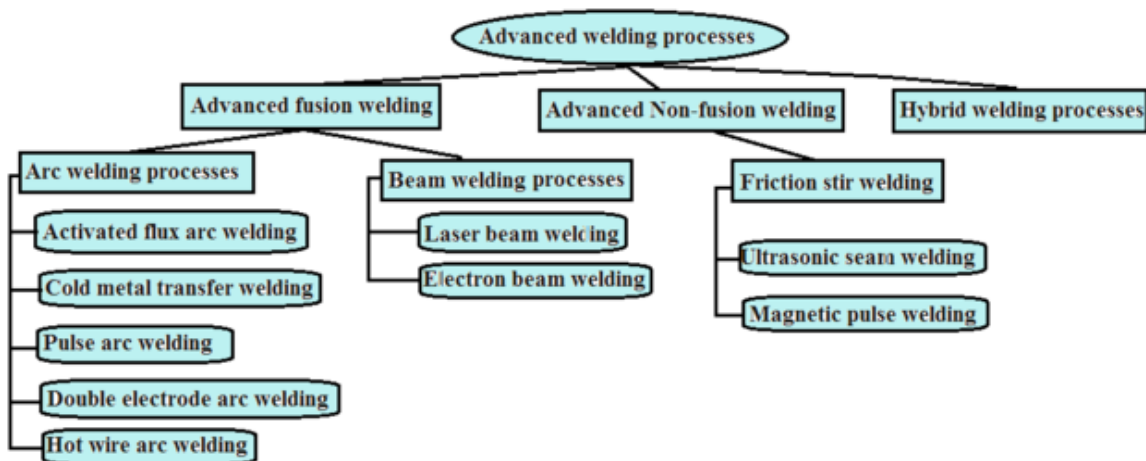 Advanced welding processes
Advanced fusion welding
Advanced Non-fusion welding
Hybrid welding processes
Arc welding processes
Beam welding processes
Friction stir welding
Activated flux arc welding
Laser beam welding
Ultrasonic seam welding
Cold metal transfer welding
Electron beam welding
Magnetic pulse welding
Pulse arc welding
Double electrode arc welding
Hot wire arc welding